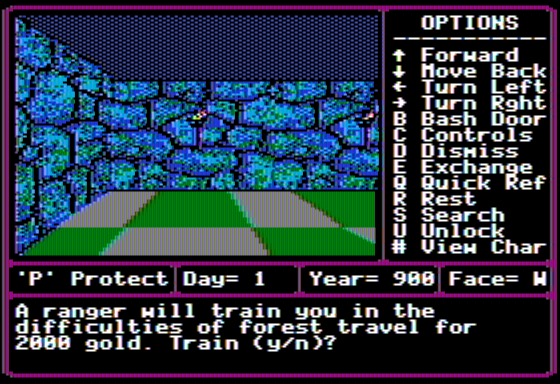 OPTIONS
--------------
↑ Forward
↓ Move Back
← Turn Left
→ Turn Rght
B Bash Door
C Controls
D Dismiss
E Exchange
Q Quick Ref
R Rest
S Search
U Unlock
# View Char
'P' Protect Day= 1 Year= 900 Face= W
A ranger will train you in the
difficulties of forest travel for
2000 gold. Train (y/n)?